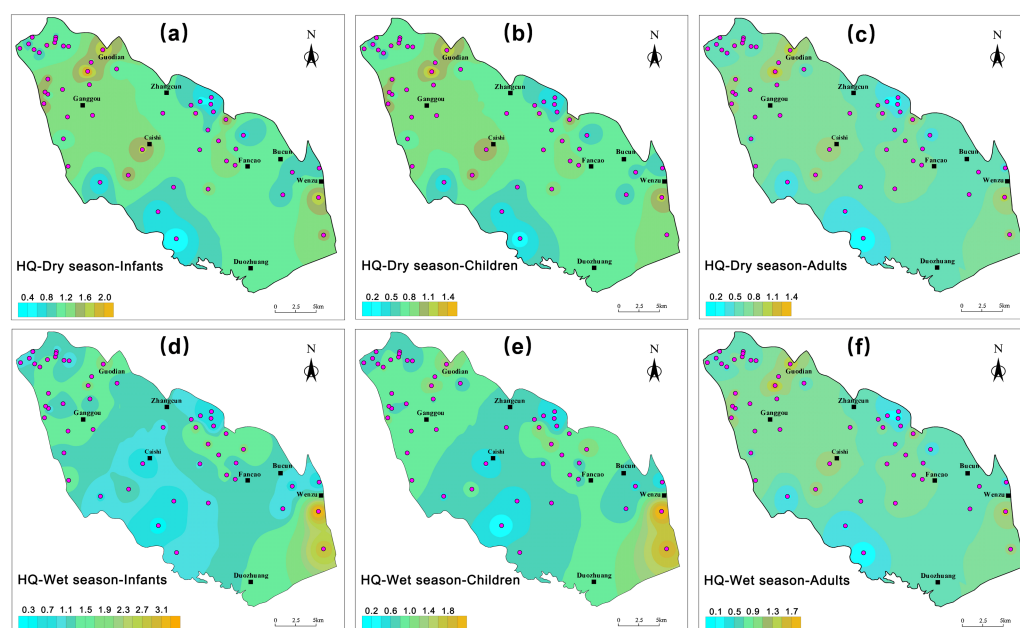 (a)
N
Guodian
Zhangcun
Ganggou
Caishi
Bucun
Fancao
Wenzu
Duozhuang
HQ-Dry season-Infants
0.4 0.8 1.2 1.6 2.0
0 2.5 5km
(b)
N
Guodian
Zhangcun
Ganggou
Caishi
Bucun
Fancao
Wenzu
Duozhuang
HQ-Dry season-Children
0.2 0.5 0.8 1.1 1.4
0 2.5 5km
(c)
N
Guodian
Zhangcun
Ganggou
Caishi
Bucun
Fancao
Wenzu
Duozhuang
HQ-Dry season-Adults
0.2 0.5 0.8 1.1 1.4
0 2.5 5km
(d)
N
Guodian
Zhangcun
Ganggou
Caishi
Bucun
Fancao
Wenzu
Duozhuang
HQ-Wet season-Infants
0.3 0.7 1.1 1.5 1.9 2.3 2.7 3.1
0 2.5 5km
(e)
N
Guodian
Zhangcun
Ganggou
Caishi
Bucun
Fancao
Wenzu
Duozhuang
HQ-Wet season-Children
0.2 0.6 1.0 1.4 1.8
0 2.5 5km
(f)
N
Guodian
Zhangcun
Ganggou
Caishi
Bucun
Fancao
Wenzu
Duozhuang
HQ-Wet season-Adults
0.1 0.5 0.9 1.3 1.7
0 2.5 5km